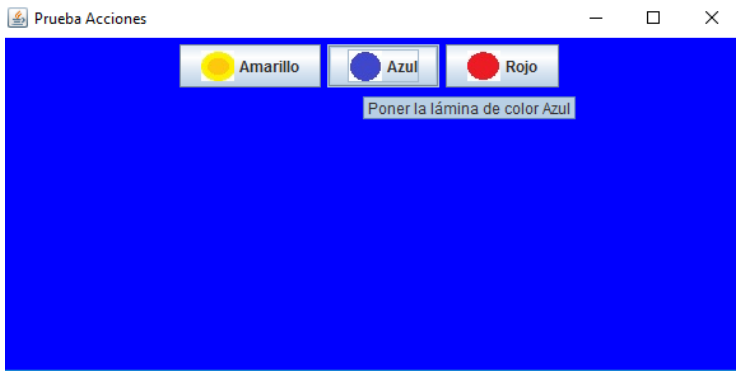 Prueba Acciones
Amarillo Azul Rojo
Poner la lámina de color Azul